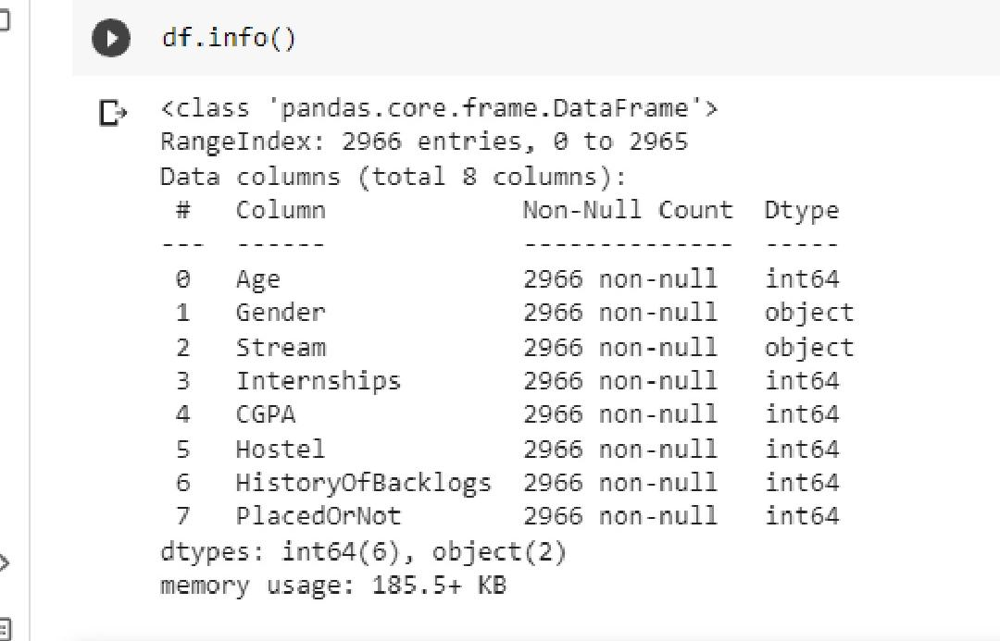 df.info()
<class 'pandas.core.frame.DataFrame'>
RangeIndex: 2966 entries, 0 to 2965
Data columns (total 8 columns):
 #   Column             Non-Null Count  Dtype
---  ------             --------------  -----
 0   Age                2966 non-null   int64
 1   Gender             2966 non-null   object
 2   Stream             2966 non-null   object
 3   Internships        2966 non-null   int64
 4   CGPA               2966 non-null   int64
 5   Hostel             2966 non-null   int64
 6   HistoryOfBacklogs  2966 non-null   int64
 7   PlacedOrNot        2966 non-null   int64
dtypes: int64(6), object(2)
memory usage: 185.5+ KB